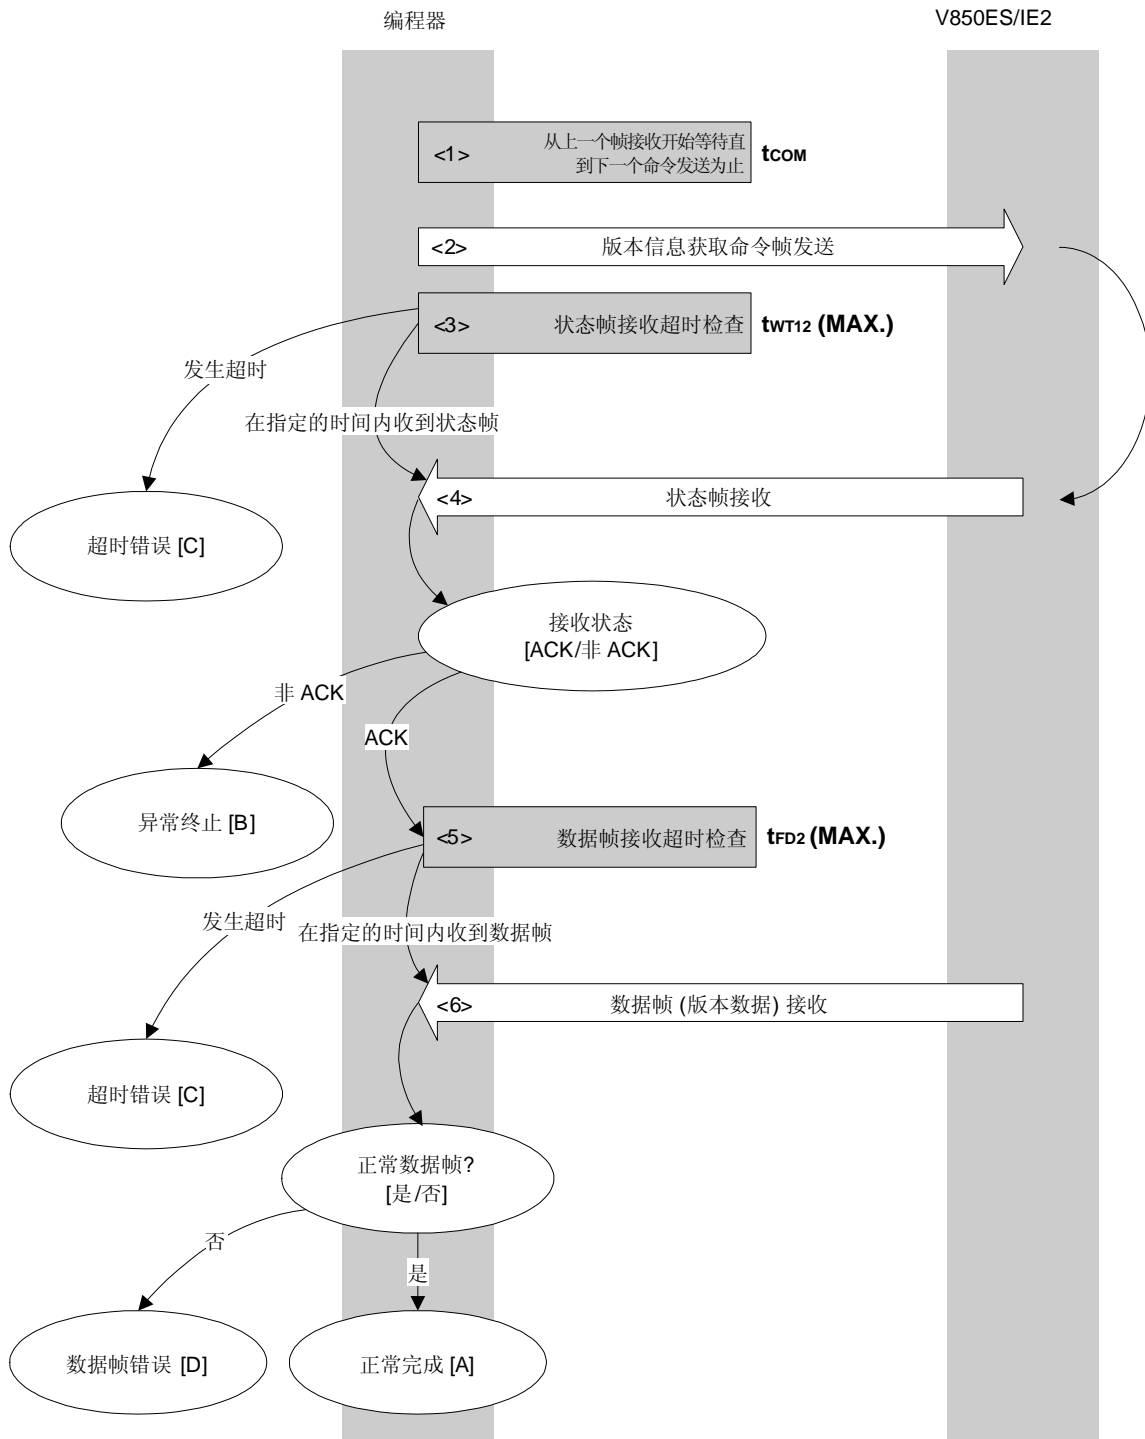 编程器
V850ES/IE2
<1>
从上一个帧接收开始等待直
到下一个命令发送为止
tCOM
<2>
版本信息获取命令帧发送
<3>
状态帧接收超时检查
tWT12 (MAX.)
发生超时
在指定的时间内收到状态帧
<4>
状态帧接收
超时错误 [C]
接收状态
[ACK/非 ACK]
非 ACK
ACK
异常终止 [B]
<5>
数据帧接收超时检查
tFD2 (MAX.)
发生超时
在指定的时间内收到数据帧
<6>
数据帧 (版本数据) 接收
超时错误 [C]
正常数据帧?
[是/否]
否
是
数据帧错误 [D]
正常完成 [A]